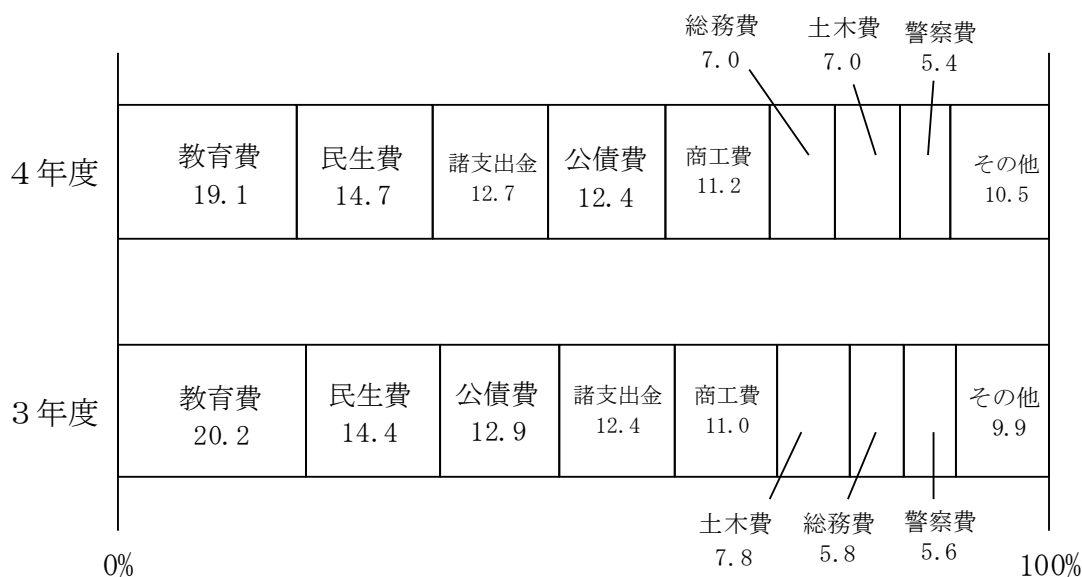 総務費 土木費 警察費
7.0 7.0 5.4
4年度
教育費 民生費 諸支出金 公債費 商工費 その他
19.1 14.7 12.7 12.4 11.2 10.5
3年度
教育費 民生費 公債費 諸支出金 商工費 その他
20.2 14.4 12.9 12.4 11.0 9.9
土木費 総務費 警察費
7.8 5.8 5.6
0% 100%